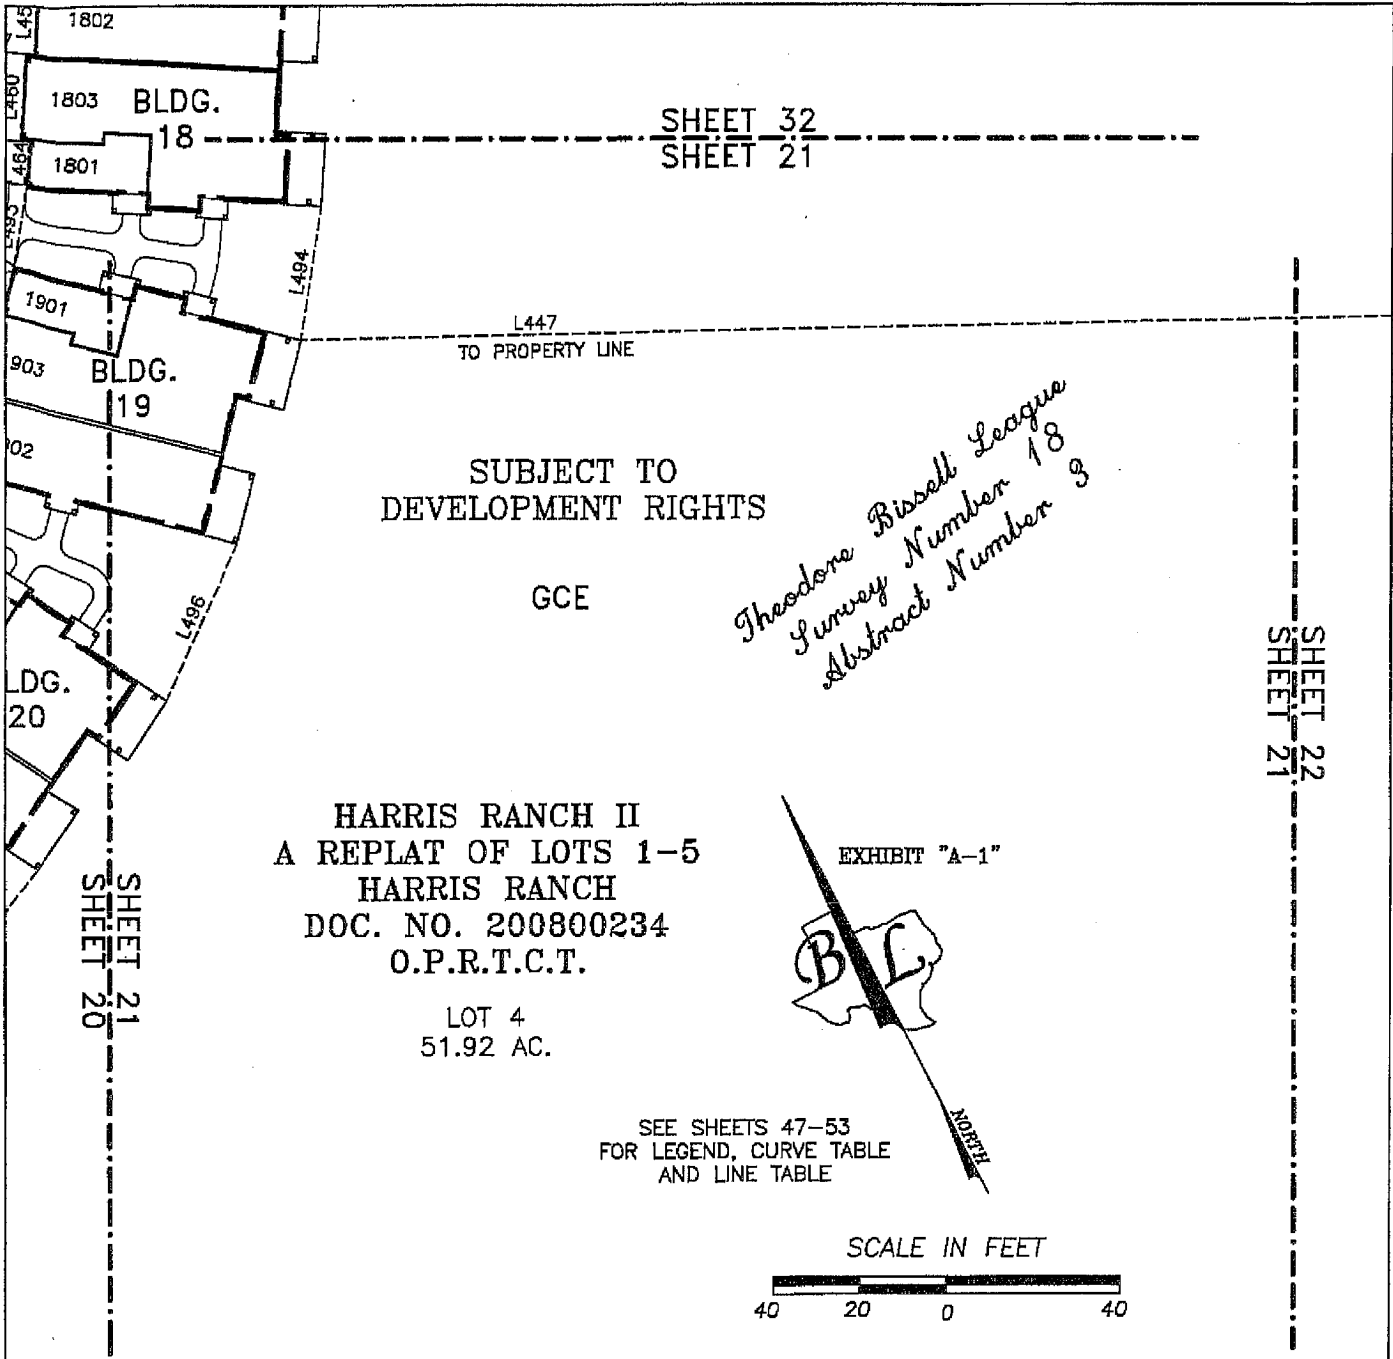 L45
1802
L460
1803
BLDG.
18
SHEET 32
SHEET 21
464
1801
L494
1901
L447
TO PROPERTY LINE
903
BLDG.
19
02
SUBJECT TO
DEVELOPMENT RIGHTS
Theodore Bissell League
Survey Number 18
Abstract Number 3
GCE
L496
LDG.
20
SHEET 22
SHEET 21
HARRIS RANCH II
A REPLAT OF LOTS 1-5
HARRIS RANCH
DOC. NO. 200800234
O.P.R.T.C.T.
LOT 4
51.92 AC.
EXHIBIT "A-1"
B L
SHEET 21
SHEET 20
NORTH
SEE SHEETS 47-53
FOR LEGEND, CURVE TABLE
AND LINE TABLE
SCALE IN FEET
40 20 0 40